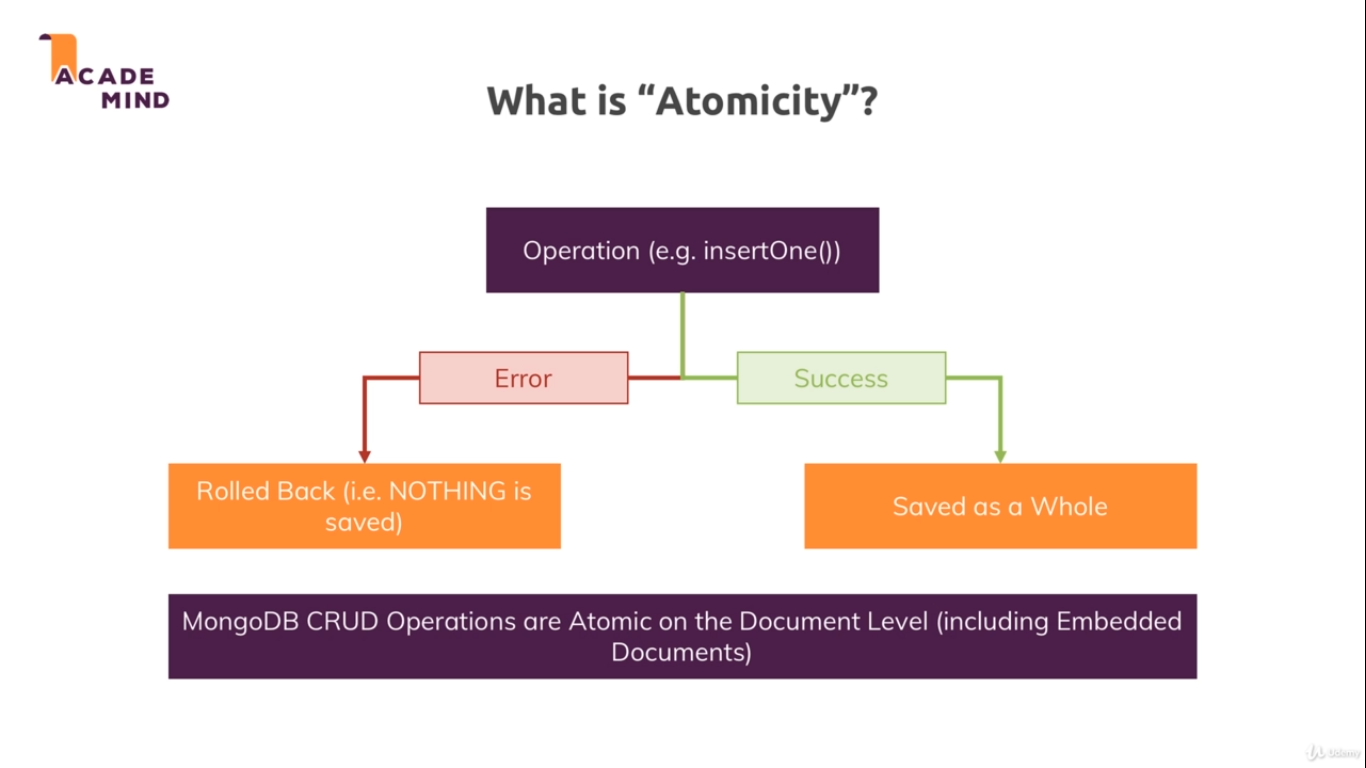 ACADE
MIND
What is “Atomicity”?
Operation (e.g. insertOne())
Error
Success
Rolled Back (i.e. NOTHING is
saved)
Saved as a Whole
MongoDB CRUD Operations are Atomic on the Document Level (including Embedded
Documents)
Udemy